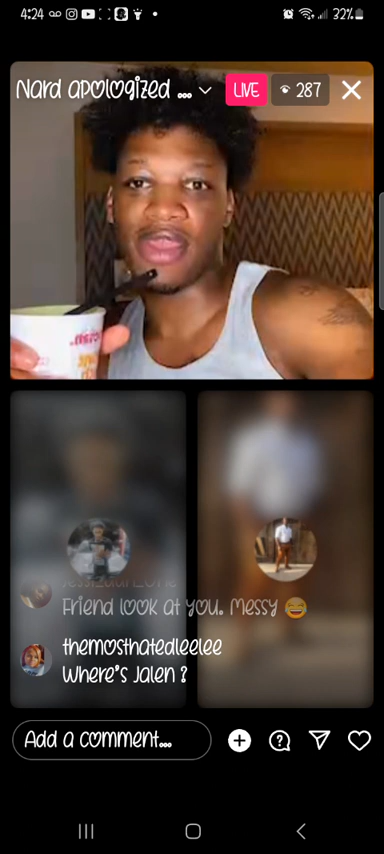 4:24
32%
Nard apologized ...
LIVE
287
Friend look at you. Messy 😂
themosthatedleelee
Where"s Jalen ?
Add a comment...